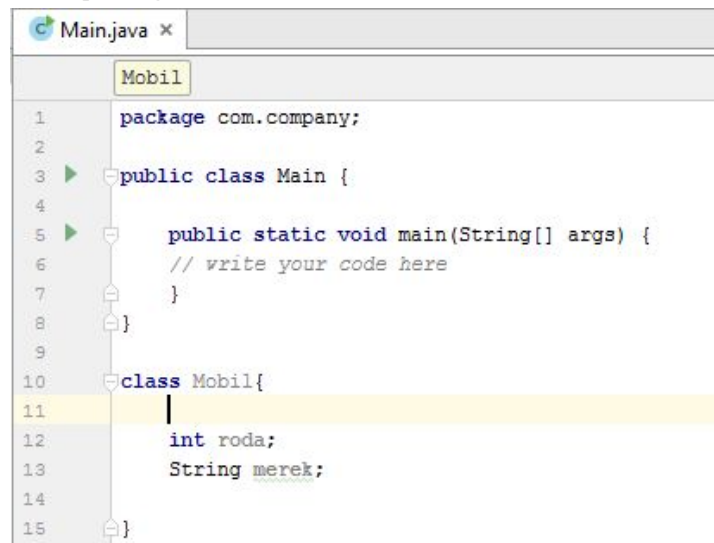 Main.java ×
Mobil
1 package com.company;
2
3 public class Main {
4
5 public static void main(String[] args) {
6 // write your code here
7 }
8 }
9
10 class Mobil{
11
12 int roda;
13 String merek;
14
15 }